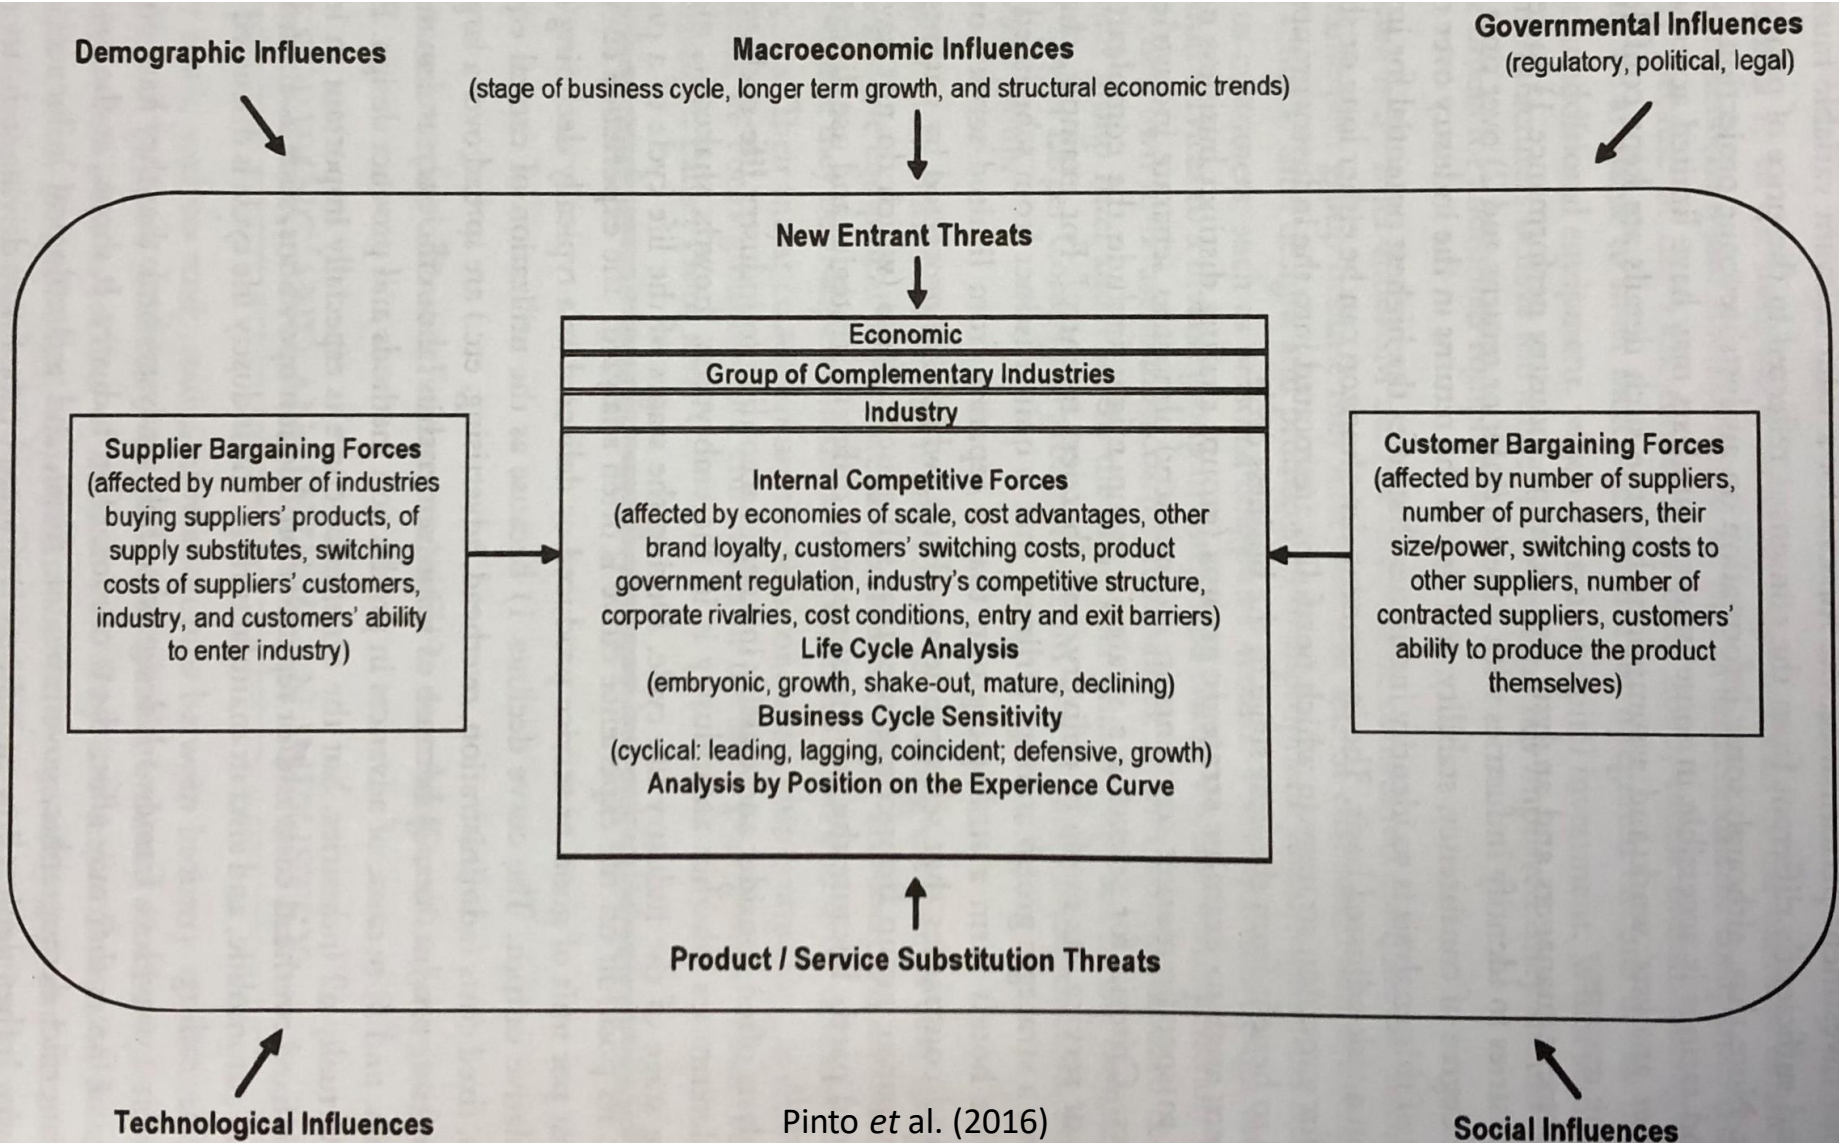 Demographic Influences
Macroeconomic Influences
(stage of business cycle, longer term growth, and structural economic trends)
Governmental Influences
(regulatory, political, legal)
New Entrant Threats
Economic
Group of Complementary Industries
Industry
Supplier Bargaining Forces
(affected by number of industries
buying suppliers' products, of
supply substitutes, switching
costs of suppliers' customers,
industry, and customers' ability
to enter industry)
Internal Competitive Forces
(affected by economies of scale, cost advantages, other
brand loyalty, customers' switching costs, product
government regulation, industry's competitive structure,
corporate rivalries, cost conditions, entry and exit barriers)
Life Cycle Analysis
(embryonic, growth, shake-out, mature, declining)
Business Cycle Sensitivity
(cyclical: leading, lagging, coincident; defensive, growth)
Analysis by Position on the Experience Curve
Customer Bargaining Forces
(affected by number of suppliers,
number of purchasers, their
size/power, switching costs to
other suppliers, number of
contracted suppliers, customers'
ability to produce the product
themselves)
Product / Service Substitution Threats
Technological Influences
Pinto et al. (2016)
Social Influences